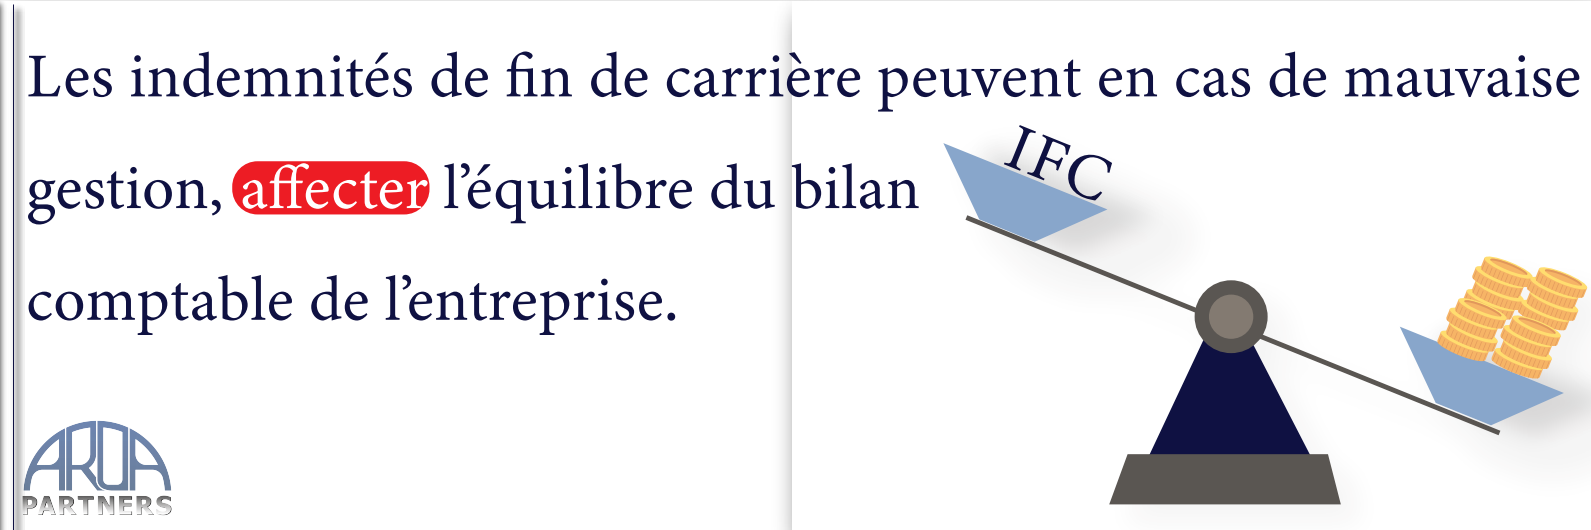 Les indemnités de fin de carrière peuvent en cas de mauvaise
gestion, affecter l’équilibre du bilan
comptable de l’entreprise.
IFC
AROA
PARTNERS